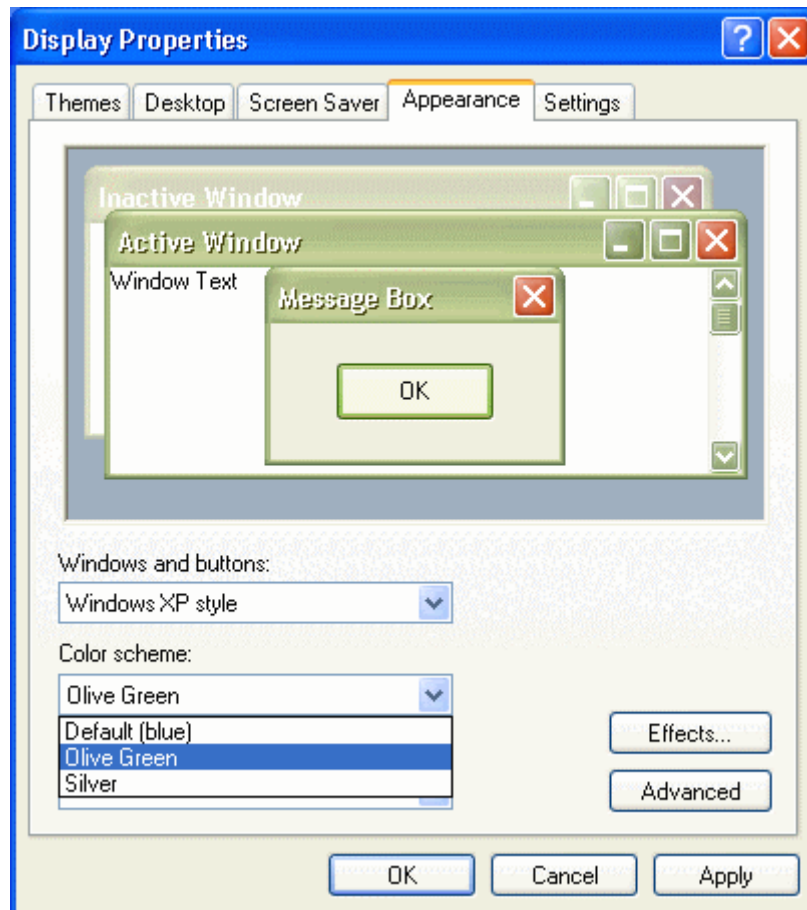 Display Properties
Themes Desktop Screen Saver Appearance Settings
Inactive Window
Active Window
Window Text
Message Box
OK
Windows and buttons:
Windows XP style
Color scheme:
Olive Green
Default (blue)
Olive Green
Silver
Effects...
Advanced
OK Cancel Apply